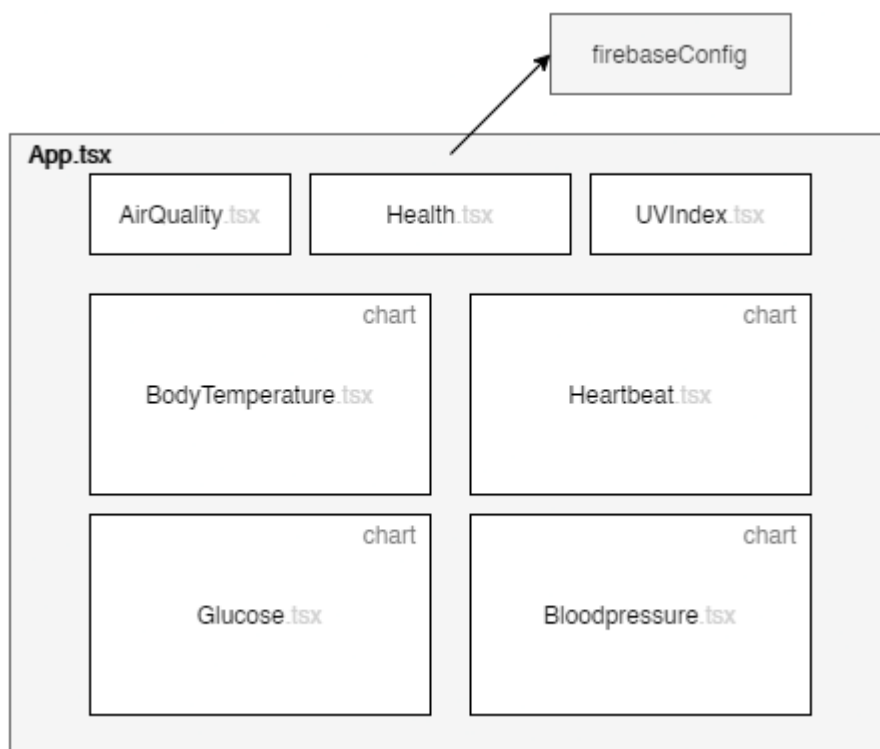 firebaseConfig
App.tsx
AirQuality.tsx
Health.tsx
UVIndex.tsx
chart
chart
BodyTemperature.tsx
Heartbeat.tsx
chart
chart
Glucose.tsx
Bloodpressure.tsx